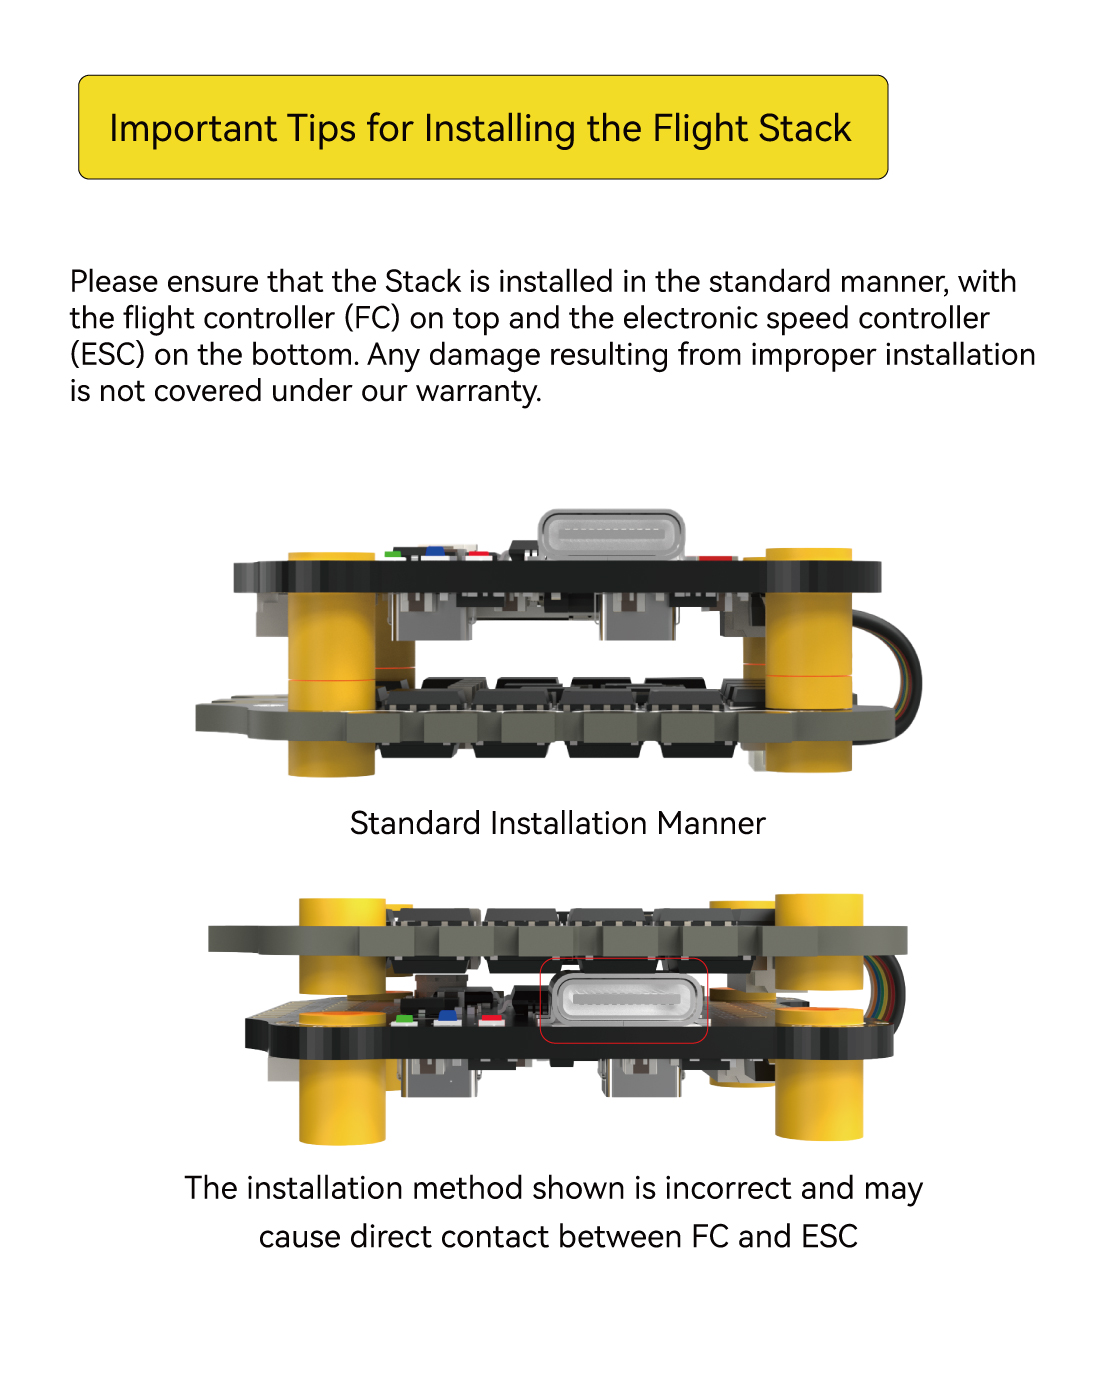 Important Tips for Installing the Flight Stack
Please ensure that the Stack is installed in the standard manner, with
the flight controller (FC) on top and the electronic speed controller
(ESC) on the bottom. Any damage resulting from improper installation
is not covered under our warranty.
Standard Installation Manner
The installation method shown is incorrect and may
cause direct contact between FC and ESC